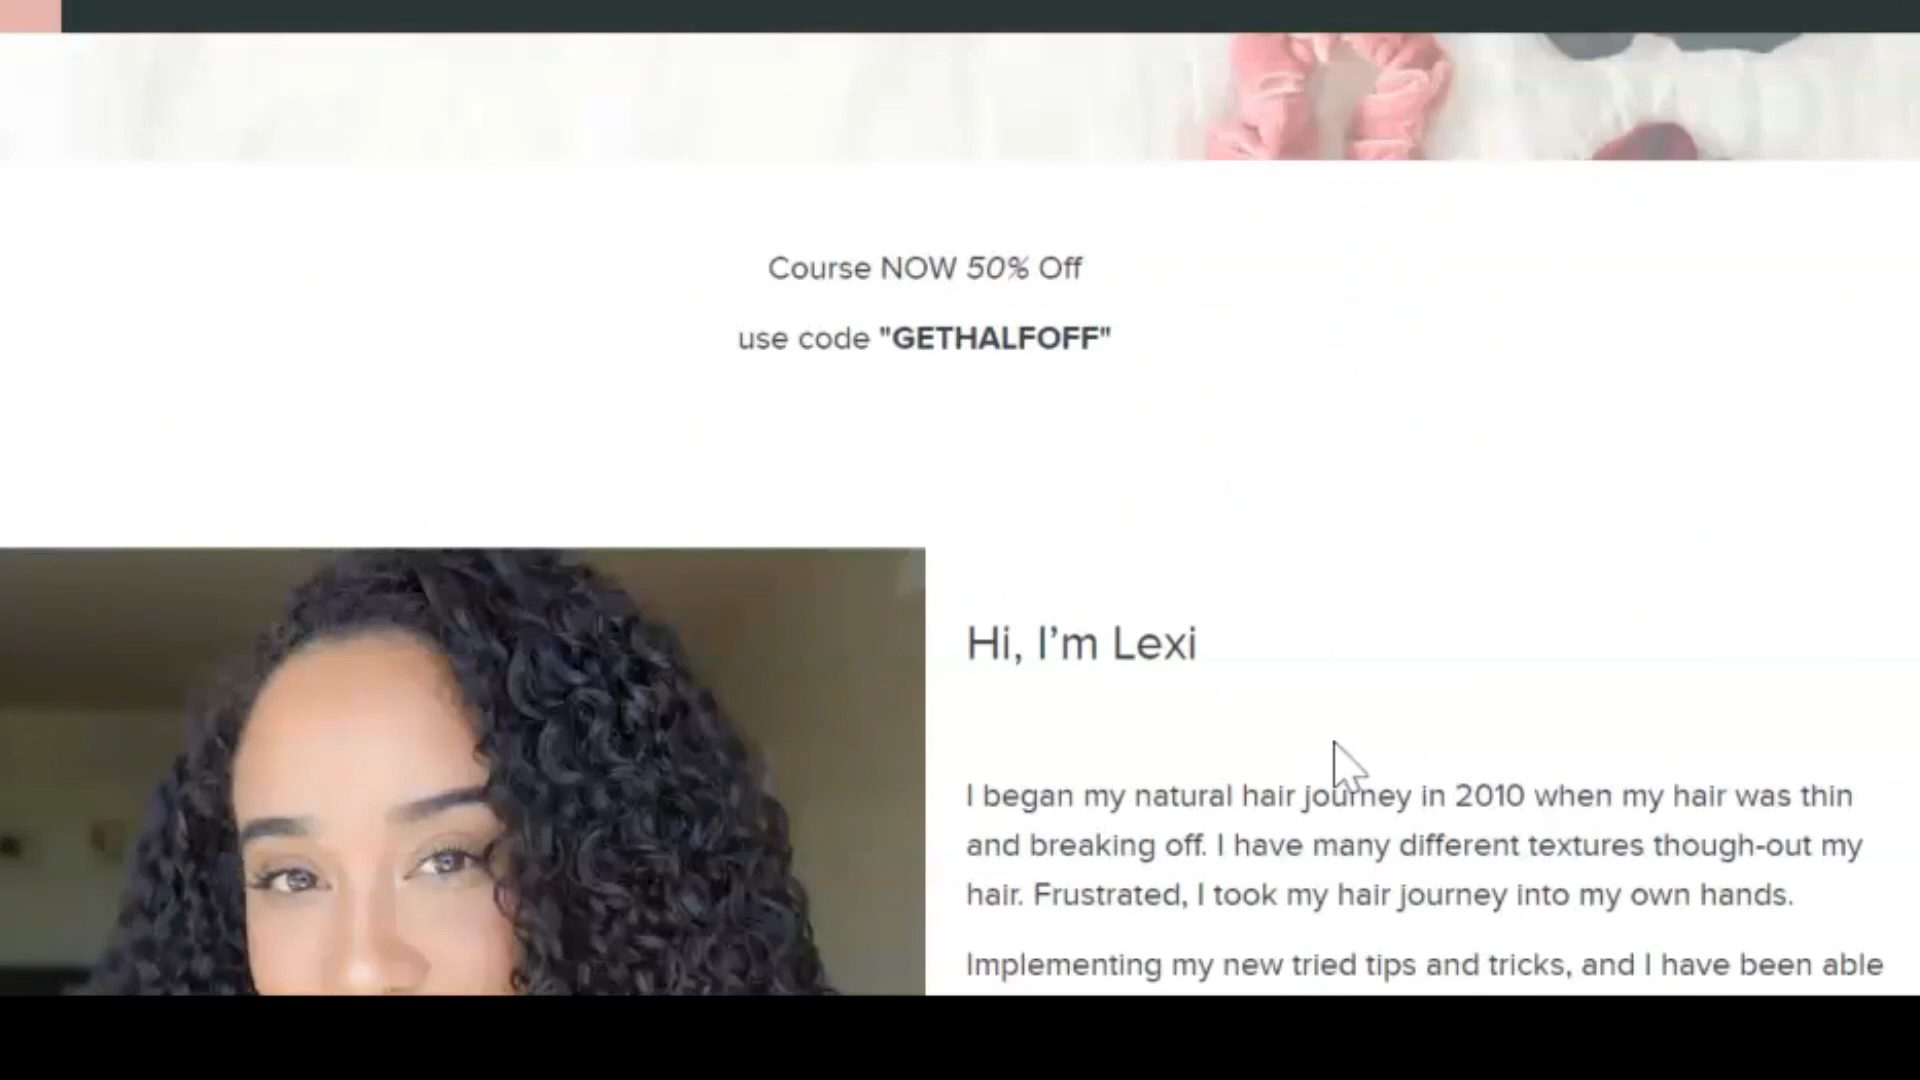 Course NOW 50% Off
use code "GETHALFOFF"
Hi, I’m Lexi
I began my natural hair journey in 2010 when my hair was thin
and breaking off. I have many different textures though-out my
hair. Frustrated, I took my hair journey into my own hands.
Implementing my new tried tips and tricks, and I have been able